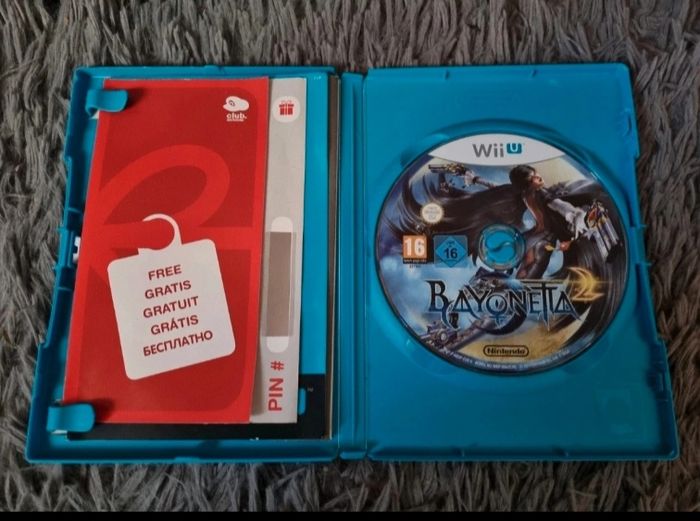 club.
FREE
GRATIS
GRATUIT
GRÁTIS
БЕСПЛАТНО
PIN #
Wii U
16
16
BAYONETTA 2
Nintendo